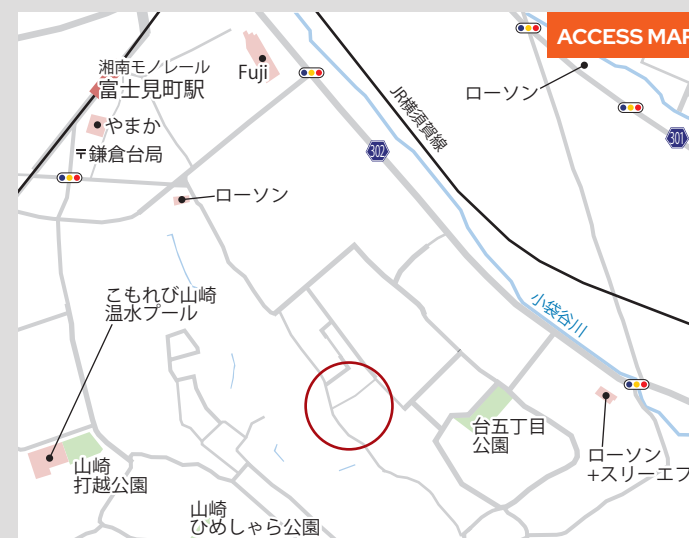 ACCESS MAP
湘南モノレール
富士見町駅
Fuji
やまか
〒鎌倉台局
ローソン
JR横須賀線
302
ローソン
301
こもれび山崎
温水プール
小袋谷川
台五丁目
公園
ローソン
+スリーエフ
山崎
打越公園
山崎
ひめしゃら公園